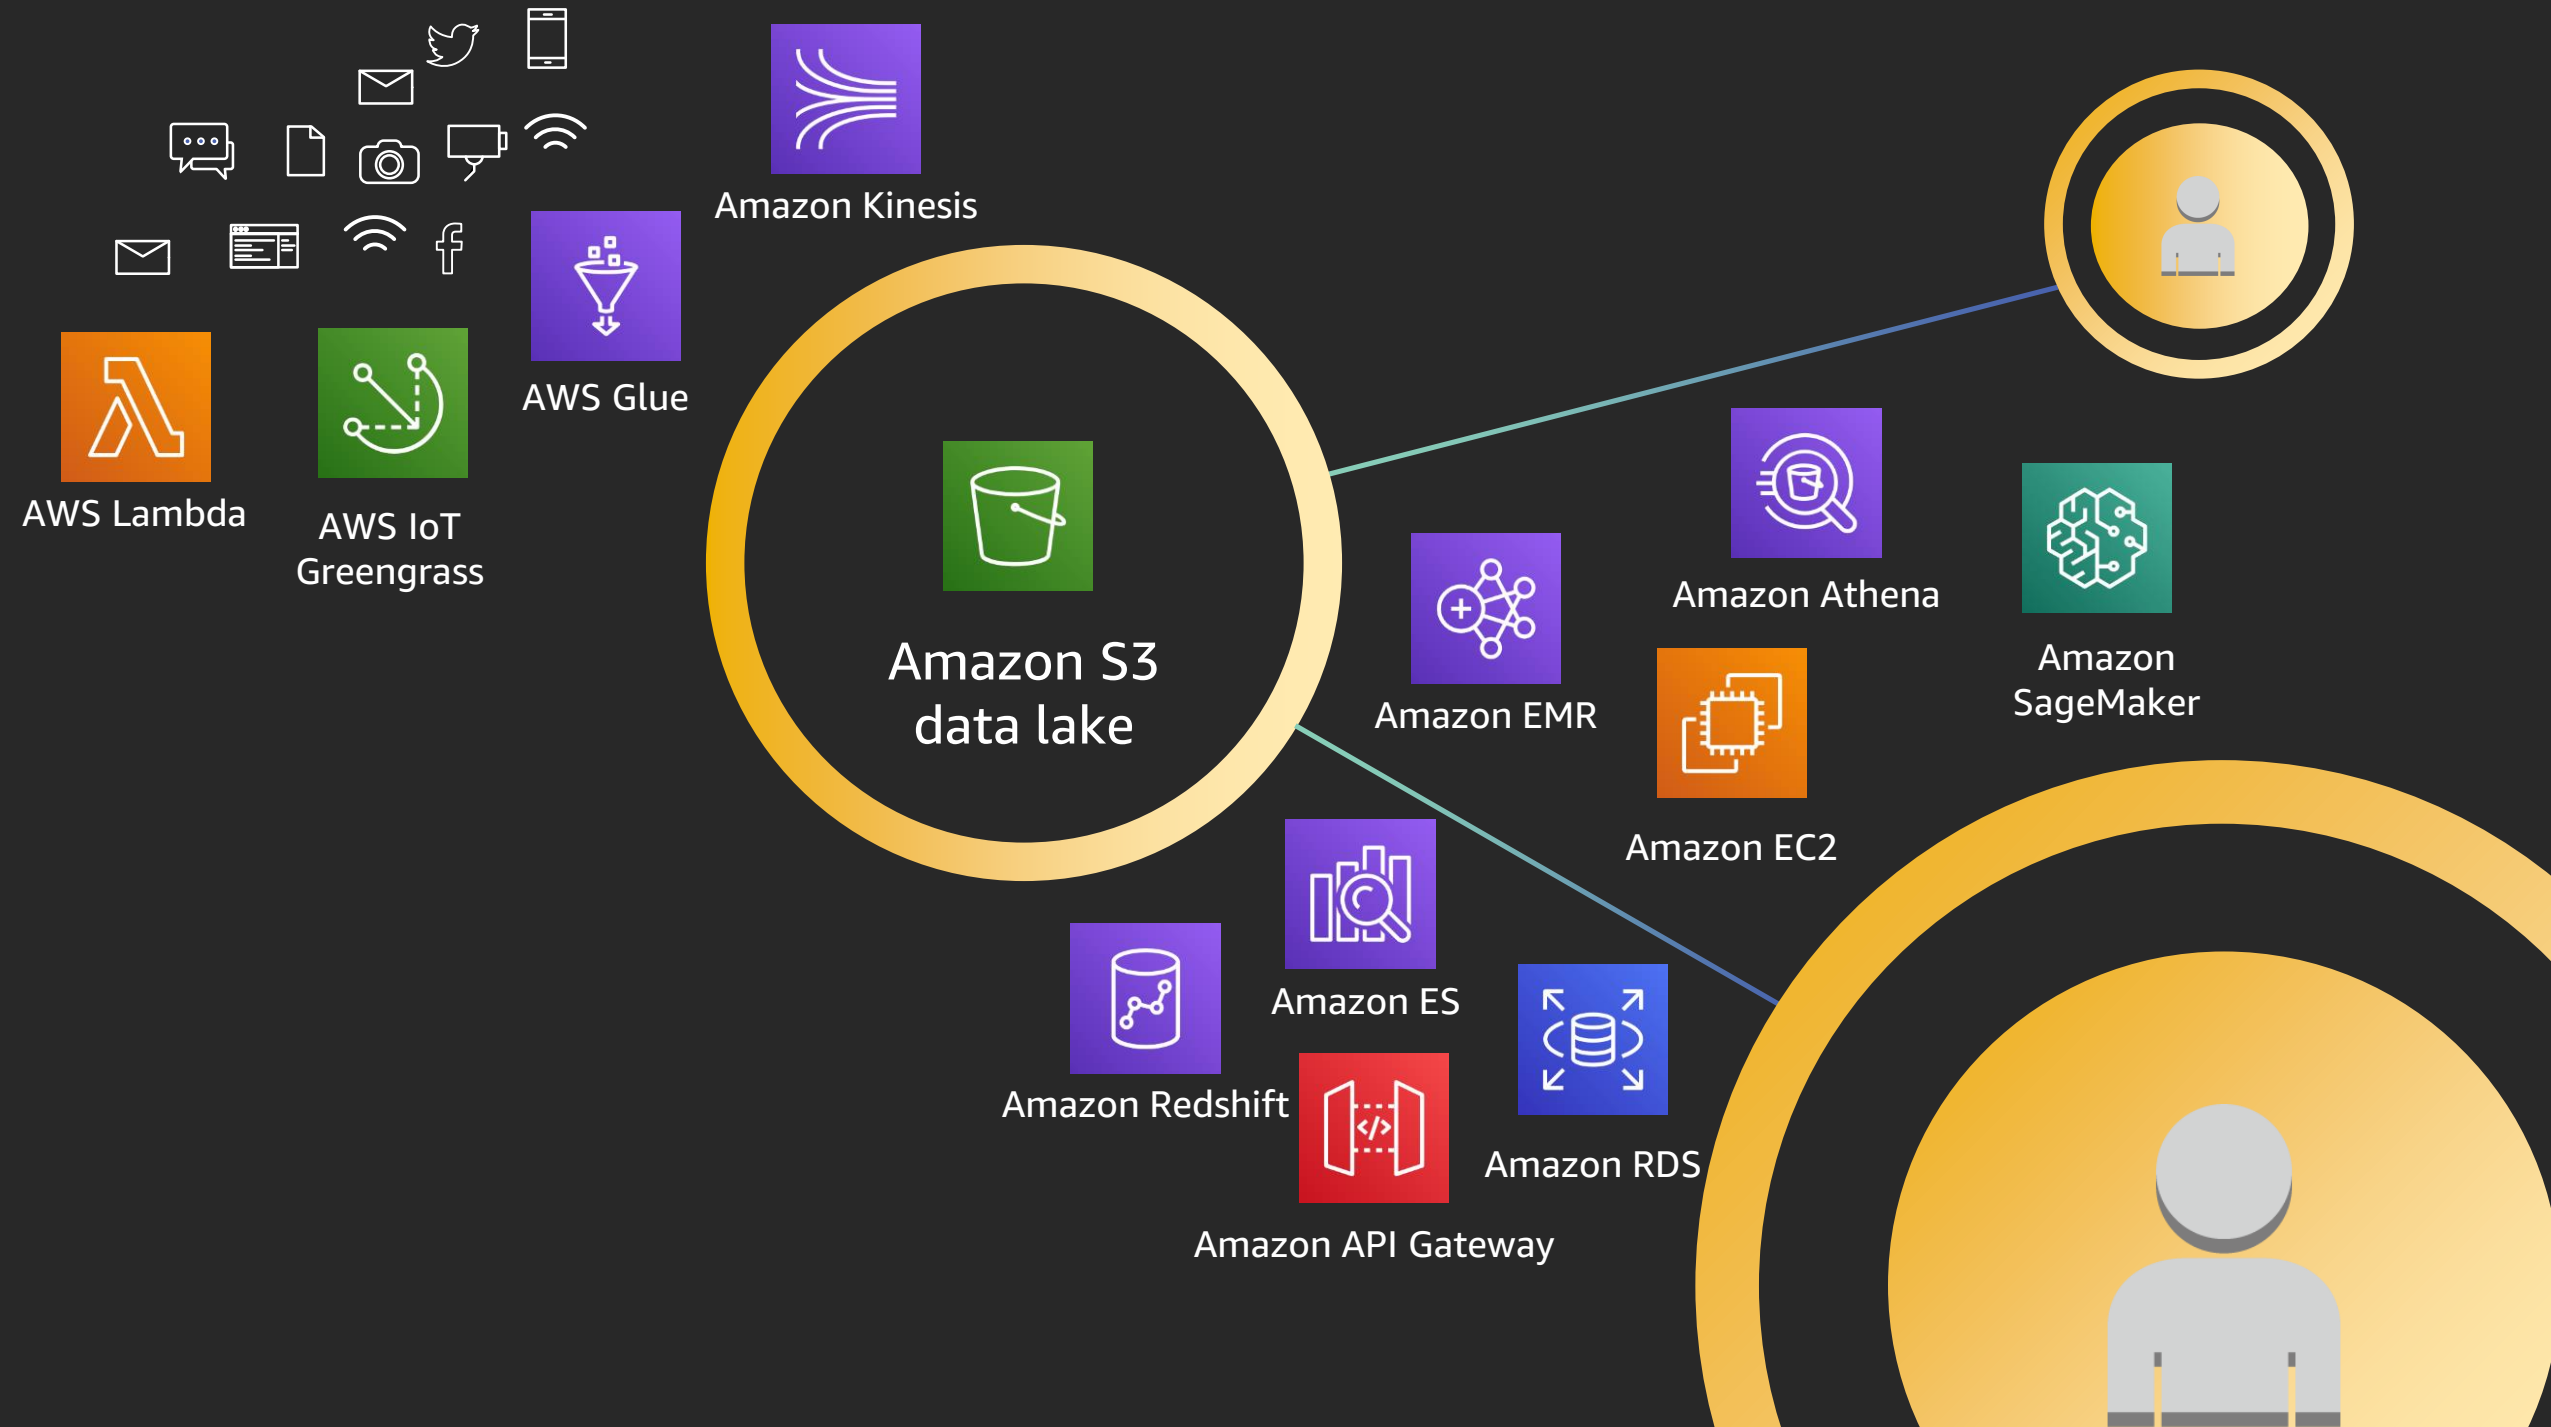 Amazon Kinesis
AWS Glue
AWS Lambda
AWS IoT
Greengrass
Amazon S3
data lake
Amazon Athena
Amazon EMR
Amazon
SageMaker
Amazon EC2
Amazon ES
Amazon Redshift
Amazon RDS
Amazon API Gateway